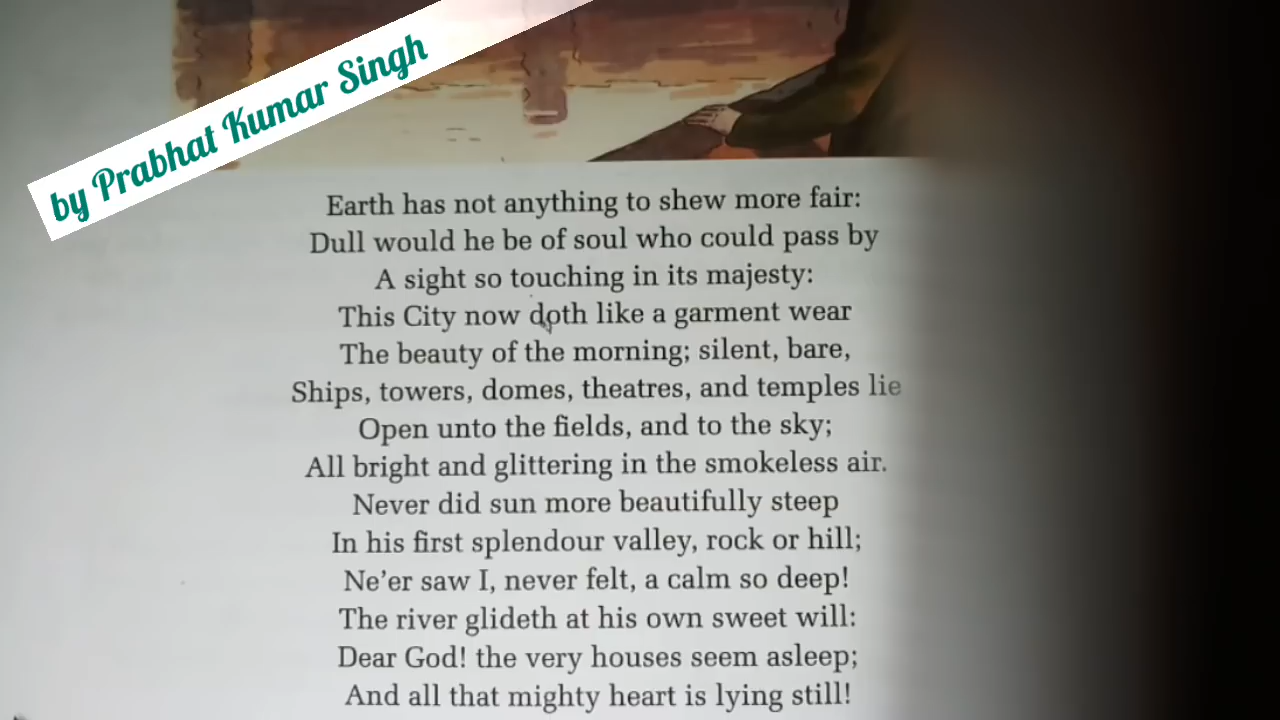 by Prabhat Kumar Singh
Earth has not anything to shew more fair:
Dull would he be of soul who could pass by
A sight so touching in its majesty:
This City now doth like a garment wear
The beauty of the morning; silent, bare,
Ships, towers, domes, theatres, and temples lie
Open unto the fields, and to the sky;
All bright and glittering in the smokeless air.
Never did sun more beautifully steep
In his first splendour valley, rock or hill;
Ne’er saw I, never felt, a calm so deep!
The river glideth at his own sweet will:
Dear God! the very houses seem asleep;
And all that mighty heart is lying still!